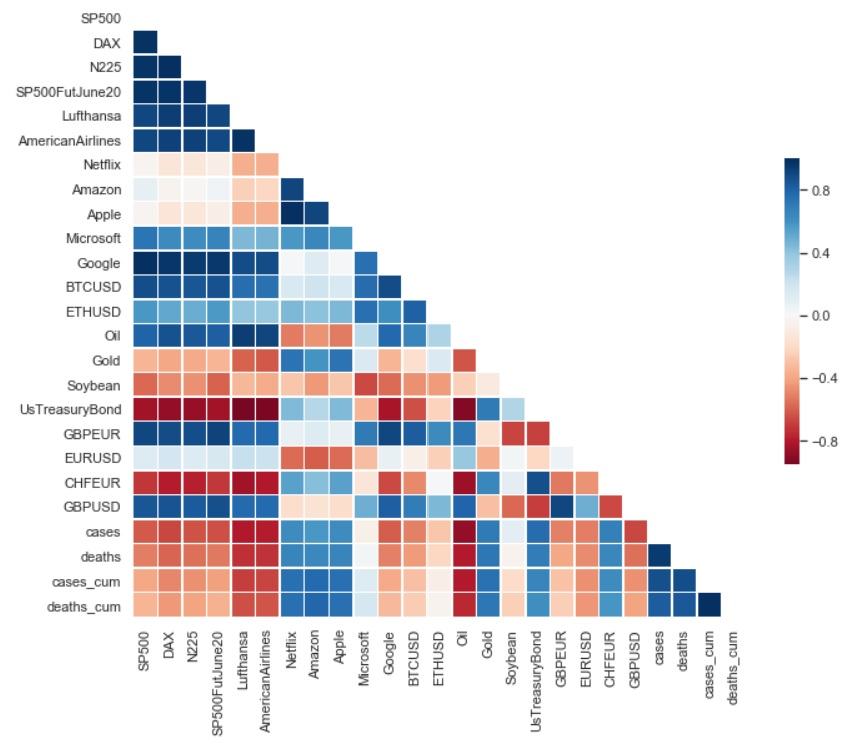 SP500
DAX
N225
SP500FutJune20
Lufthansa
AmericanAirlines
Netflix
Amazon
Apple
Microsoft
Google
BTCUSD
ETHUSD
Oil
Gold
Soybean
UsTreasuryBond
GBPEUR
EURUSD
CHFEUR
GBPUSD
cases
deaths
cases_cum
deaths_cum
0.8
0.4
0.0
−0.4
−0.8
SP500
DAX
N225
SP500FutJune20
Lufthansa
AmericanAirlines
Netflix
Amazon
Apple
Microsoft
Google
BTCUSD
ETHUSD
Oil
Gold
Soybean
UsTreasuryBond
GBPEUR
EURUSD
CHFEUR
GBPUSD
cases
deaths
cases_cum
deaths_cum